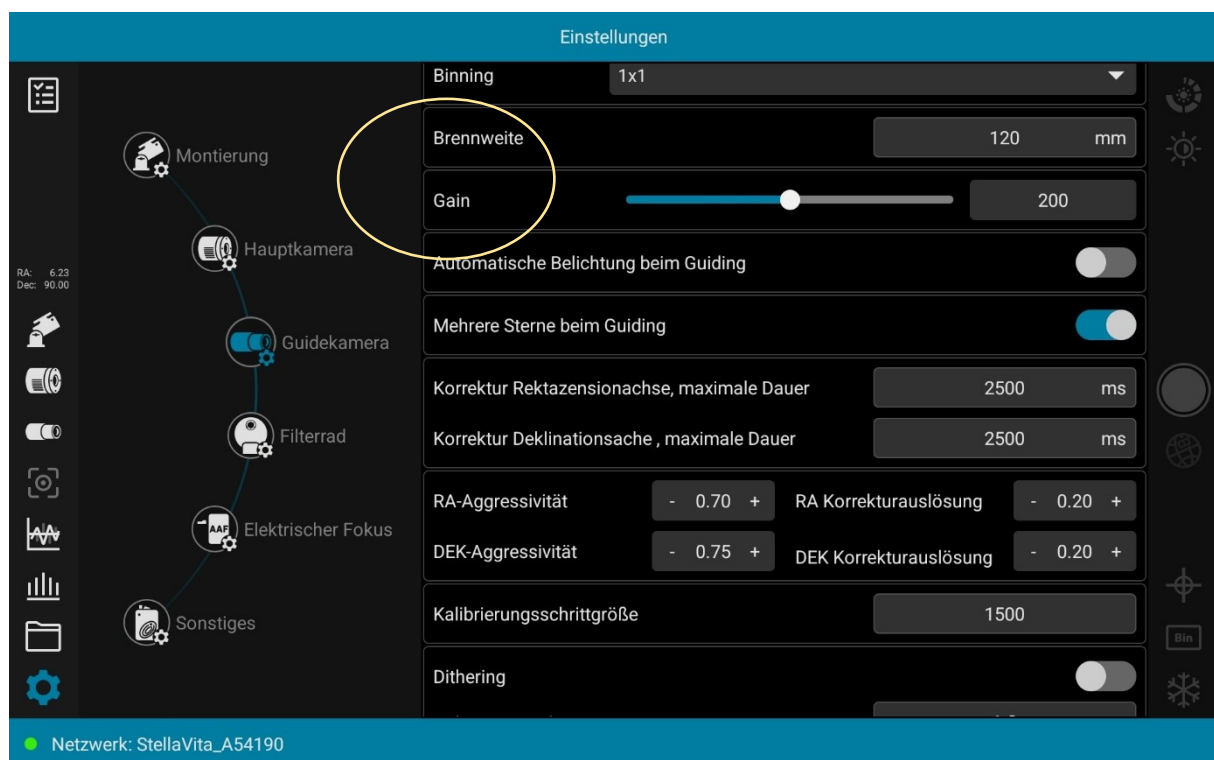 Einstellungen
Binning 1x1
Brennweite 120 mm
Montierung
Gain 200
Hauptkamera
Automatische Belichtung beim Guiding
RA: 6.23
Dec: 90.00
Mehrere Sterne beim Guiding
Guidekamera
Korrektur Rektazensionachse, maximale Dauer 2500 ms
Filterrad
Korrektur Deklinationsache , maximale Dauer 2500 ms
RA-Aggressivität - 0.70 + RA Korrekturauslösung - 0.20 +
AAF
Elektrischer Fokus
DEK-Aggressivität - 0.75 + DEK Korrekturauslösung - 0.20 +
Kalibrierungsschrittgröße 1500
Sonstiges
Bin
Dithering
Netzwerk: StellaVita_A54190